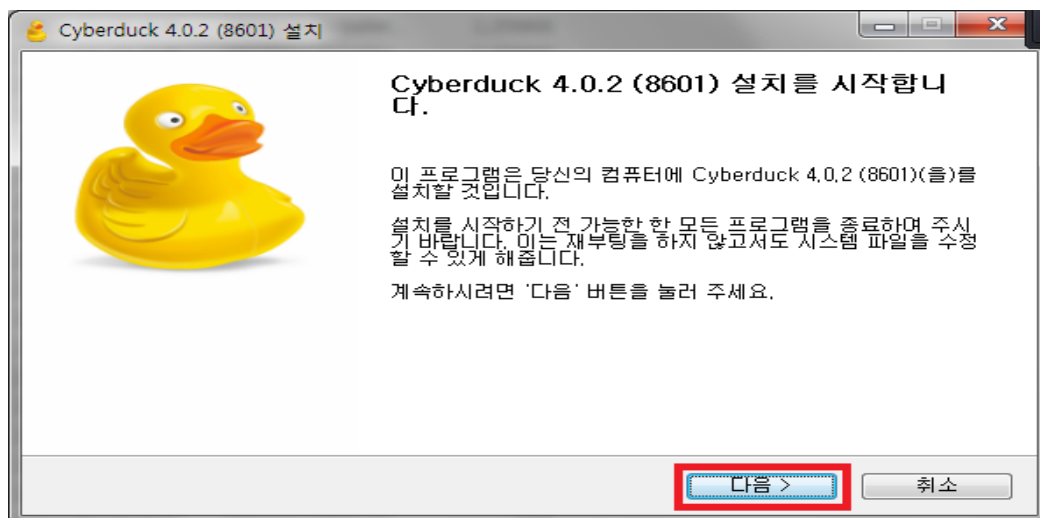 Cyberduck 4.0.2 (8601) 설치
Cyberduck 4.0.2 (8601) 설치를 시작합니
다.
이 프로그램은 당신의 컴퓨터에 Cyberduck 4.0.2 (8601)(을)를
설치할 것입니다.
설치를 시작하기 전 가능한 한 모든 프로그램을 종료하며 주시
기 바랍니다. 이는 재부팅을 하지 않고서도 시스템 파일을 수정
할 수 있게 해줍니다.
계속하시려면 '다음' 버튼을 눌러 주세요.
다음 >
취소